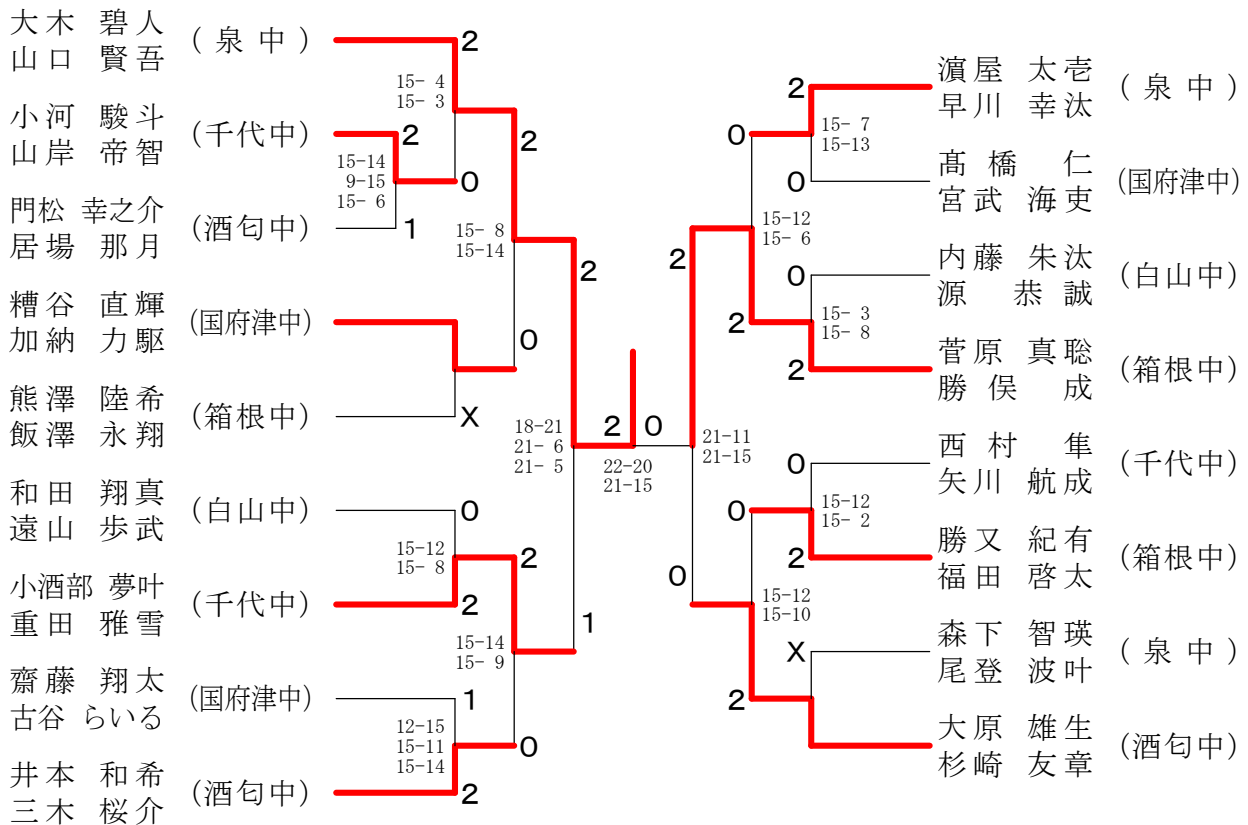 大木 碧人
山口 賢吾
(泉中)
2
15- 4
15- 3
小河 駿斗
山岸 帝智
(千代中)
2
2
15-14
9-15
15- 6
0
門松 幸之介
居場 那月
(酒匂中)
1
15- 8
15-14
2
糟谷 直輝
加納 力駆
(国府津中)
0
熊澤 陸希
飯澤 永翔
(箱根中)
X
18-21
21- 6
21- 5
和田 翔真
遠山 歩武
(白山中)
0
15-12
15- 8
2
小酒部 夢叶
重田 雅雪
(千代中)
2
1
15-14
15- 9
齋藤 翔太
古谷 らいる
(国府津中)
1
12-15
15-11
15-14
0
井本 和希
三木 桜介
(酒匂中)
2
2 0
22-20
21-15
濵屋 太壱
早川 幸汰
(泉中)
2
0
15- 7
15-13
髙橋 仁
宮武 海吏
(国府津中)
0
15-12
15- 6
2
内藤 朱汰
源 恭誠
(白山中)
0
2
15- 3
15- 8
菅原 真聡
勝俣 成
(箱根中)
2
21-11
21-15
西村 隼
矢川 航成
(千代中)
0
15-12
15- 2
0
勝又 紀有
福田 啓太
(箱根中)
2
0
15-12
15-10
森下 智瑛
尾登 波叶
(泉中)
X
2
大原 雄生
杉崎 友章
(酒匂中)